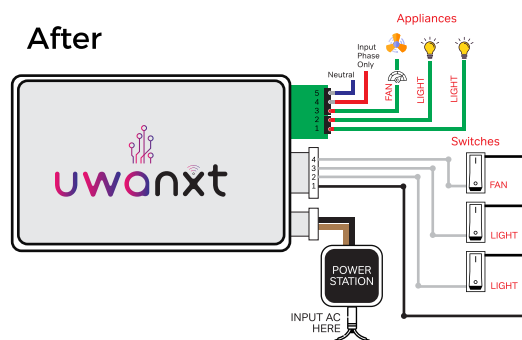 After
Appliances
Input
Phase
Only
Neutral
FAN
LIGHT
LIGHT
5
4
3
2
1
uwanxt
Switches
4
3
2
1
FAN
LIGHT
LIGHT
POWER
STATION
INPUT AC
HERE